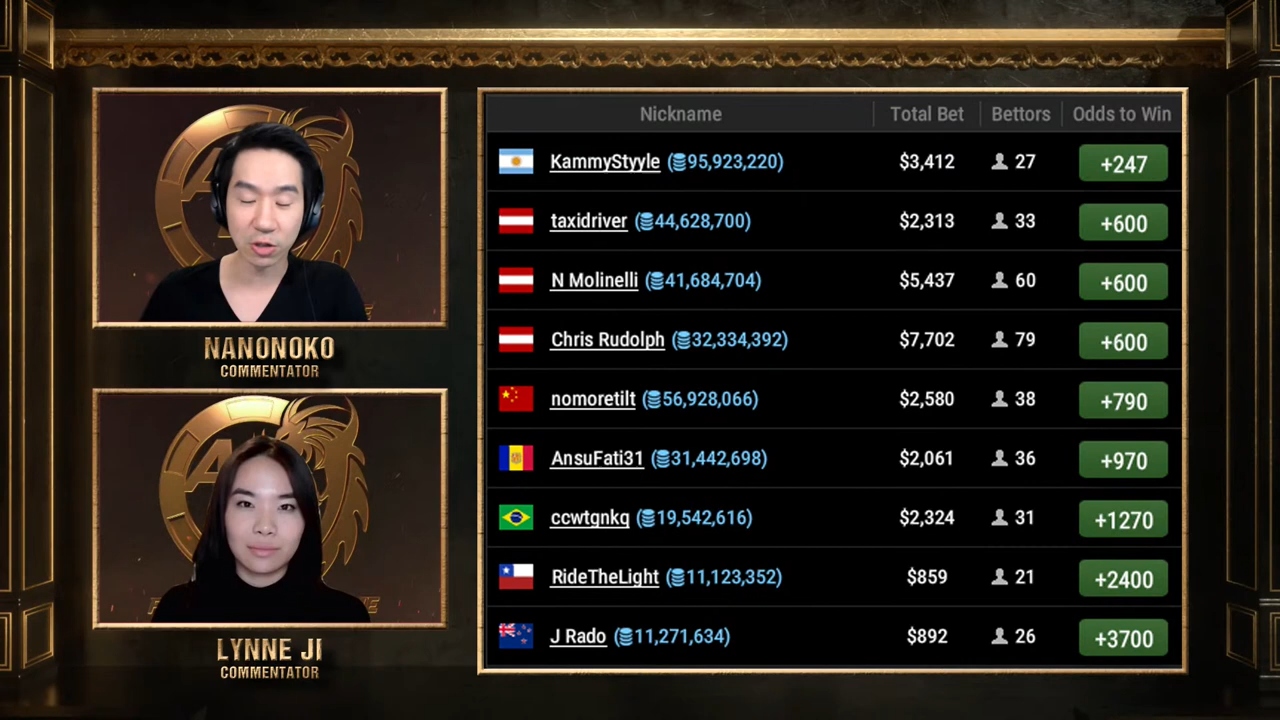 NANONOKO
COMMENTATOR
LYNNE JI
COMMENTATOR
Nickname Total Bet Bettors Odds to Win
KammyStyyle (95,923,220) $3,412 27 +247
taxidriver (44,628,700) $2,313 33 +600
N Molinelli (41,684,704) $5,437 60 +600
Chris Rudolph (32,334,392) $7,702 79 +600
nomoretilt (56,928,066) $2,580 38 +790
AnsuFati31 (31,442,698) $2,061 36 +970
ccwtgnkq (19,542,616) $2,324 31 +1270
RideTheLight (11,123,352) $859 21 +2400
J Rado (11,271,634) $892 26 +3700